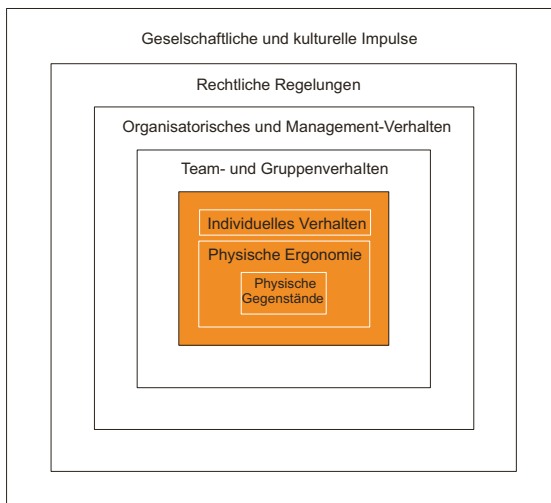 Geselschaftliche und kulturelle Impulse
Rechtliche Regelungen
Organisatorisches und Management-Verhalten
Team- und Gruppenverhalten
Individuelles Verhalten
Physische Ergonomie
Physische
Gegenstände